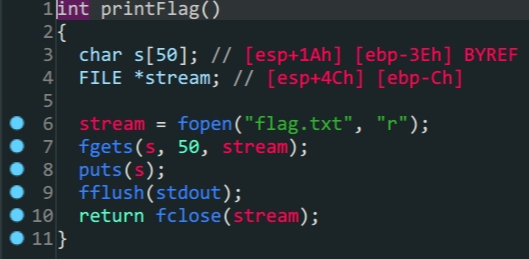 1 int printFlag()
2 {
3   char s[50]; // [esp+1Ah] [ebp-3Eh] BYREF
4   FILE *stream; // [esp+4Ch] [ebp-Ch]
5
6   stream = fopen("flag.txt", "r");
7   fgets(s, 50, stream);
8   puts(s);
9   fflush(stdout);
10   return fclose(stream);
11 }